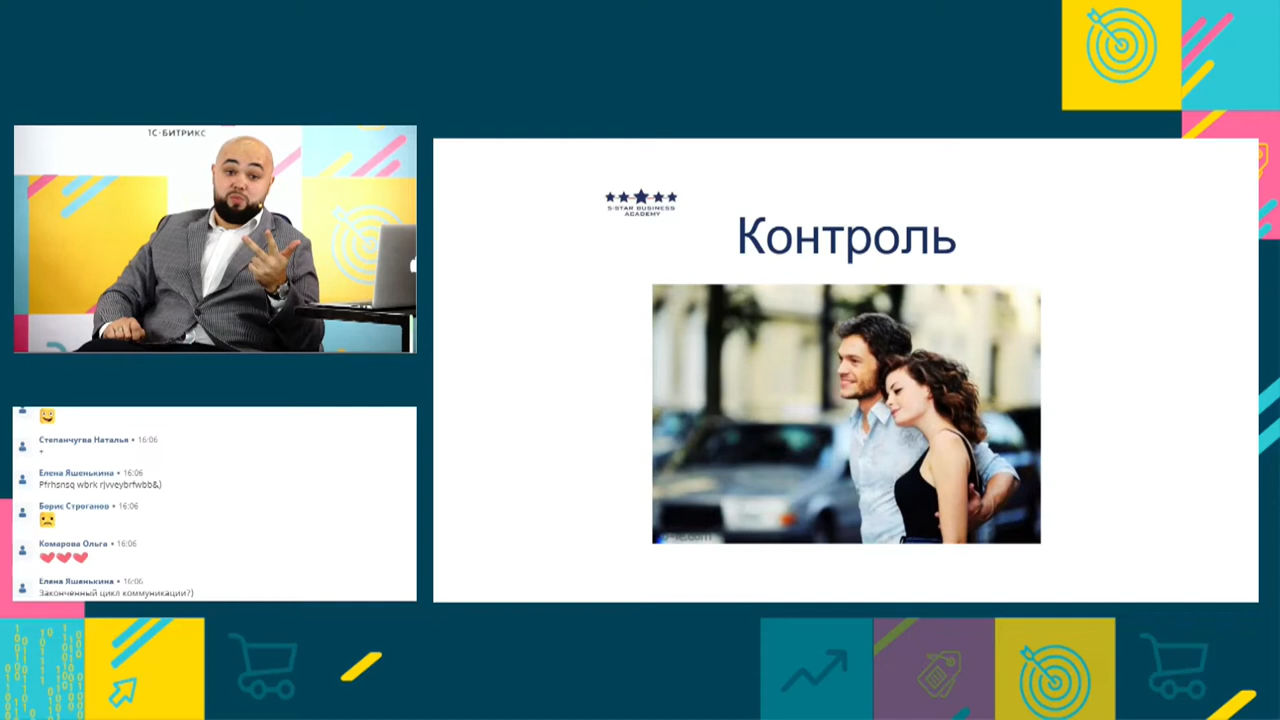 1С·БИТРИКС
5-STAR BUSINESS
ACADEMY
Контроль
Степанчугва Наталья • 16:06
+
Елена Яшенькина • 16:06
Pfrhsnsq wbrk rjvveybrfwbb&)
Борис Строганов • 16:06
Комарова Ольга • 16:06
Елена Яшенькина • 16:06
Законченный цикл коммуникации?)